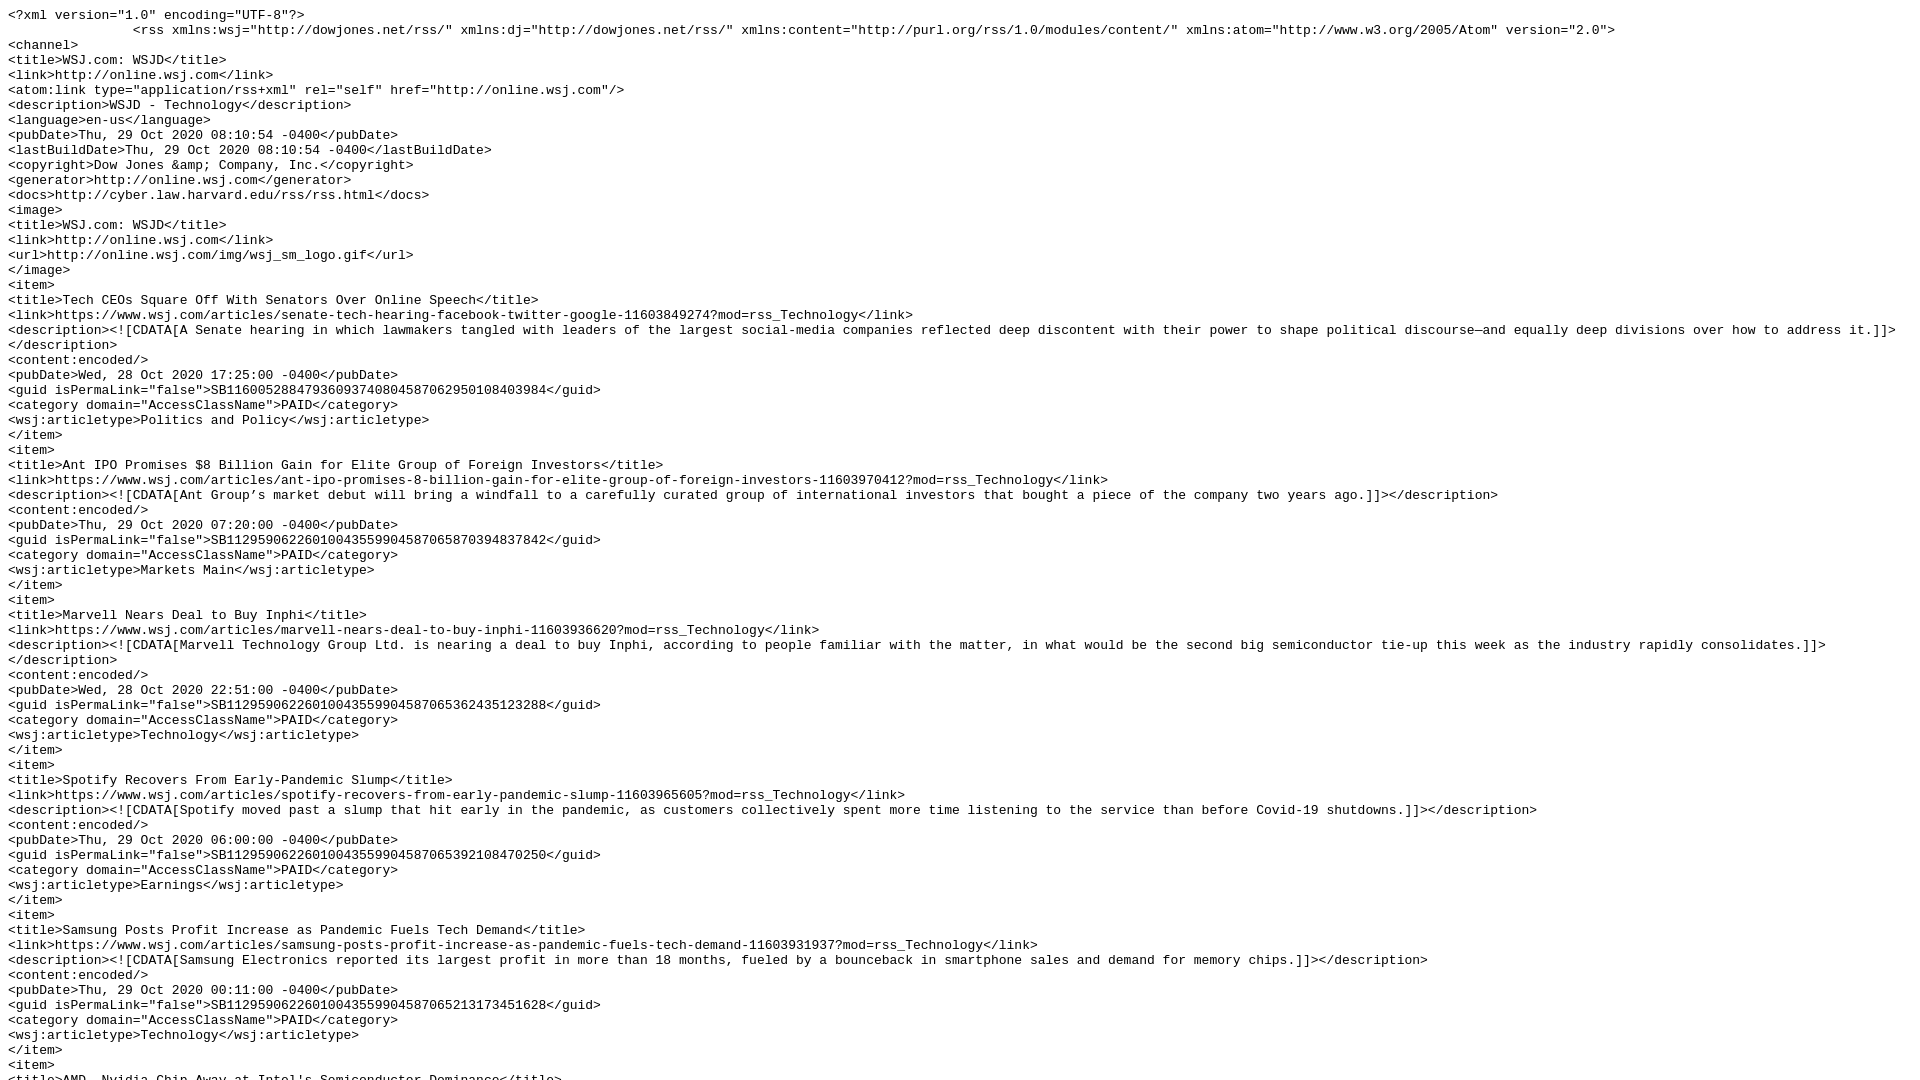 <?xml version="1.0" encoding="UTF-8"?>
<rss xmlns:wsj="http://dowjones.net/rss/" xmlns:dj="http://dowjones.net/rss/" xmlns:content="http://purl.org/rss/1.0/modules/content/" xmlns:atom="http://www.w3.org/2005/Atom" version="2.0">
<channel>
<title>WSJ.com: WSJD</title>
<link>http://online.wsj.com</link>
<atom:link type="application/rss+xml" rel="self" href="http://online.wsj.com"/>
<description>WSJD - Technology</description>
<language>en-us</language>
<pubDate>Thu, 29 Oct 2020 08:10:54 -0400</pubDate>
<lastBuildDate>Thu, 29 Oct 2020 08:10:54 -0400</lastBuildDate>
<copyright>Dow Jones &amp; Company, Inc.</copyright>
<generator>http://online.wsj.com</generator>
<docs>http://cyber.law.harvard.edu/rss/rss.html</docs>
<image>
<title>WSJ.com: WSJD</title>
<link>http://online.wsj.com</link>
<url>http://online.wsj.com/img/wsj_sm_logo.gif</url>
</image>
<item>
<title>Tech CEOs Square Off With Senators Over Online Speech</title>
<link>https://www.wsj.com/articles/senate-tech-hearing-facebook-twitter-google-11603849274?mod=rss_Technology</link>
<description><![CDATA[A Senate hearing in which lawmakers tangled with leaders of the largest social-media companies reflected deep discontent with their power to shape political discourse—and equally deep divisions over how to address it.]]>
</description>
<content:encoded/>
<pubDate>Wed, 28 Oct 2020 17:25:00 -0400</pubDate>
<guid isPermaLink="false">SB11600528847936093740804587062950108403984</guid>
<category domain="AccessClassName">PAID</category>
<wsj:articletype>Politics and Policy</wsj:articletype>
</item>
<item>
<title>Ant IPO Promises $8 Billion Gain for Elite Group of Foreign Investors</title>
<link>https://www.wsj.com/articles/ant-ipo-promises-8-billion-gain-for-elite-group-of-foreign-investors-11603970412?mod=rss_Technology</link>
<description><![CDATA[Ant Group’s market debut will bring a windfall to a carefully curated group of international investors that bought a piece of the company two years ago.]]></description>
<content:encoded/>
<pubDate>Thu, 29 Oct 2020 07:20:00 -0400</pubDate>
<guid isPermaLink="false">SB11295906226010043559904587065870394837842</guid>
<category domain="AccessClassName">PAID</category>
<wsj:articletype>Markets Main</wsj:articletype>
</item>
<item>
<title>Marvell Nears Deal to Buy Inphi</title>
<link>https://www.wsj.com/articles/marvell-nears-deal-to-buy-inphi-11603936620?mod=rss_Technology</link>
<description><![CDATA[Marvell Technology Group Ltd. is nearing a deal to buy Inphi, according to people familiar with the matter, in what would be the second big semiconductor tie-up this week as the industry rapidly consolidates.]]>
</description>
<content:encoded/>
<pubDate>Wed, 28 Oct 2020 22:51:00 -0400</pubDate>
<guid isPermaLink="false">SB11295906226010043559904587065362435123288</guid>
<category domain="AccessClassName">PAID</category>
<wsj:articletype>Technology</wsj:articletype>
</item>
<item>
<title>Spotify Recovers From Early-Pandemic Slump</title>
<link>https://www.wsj.com/articles/spotify-recovers-from-early-pandemic-slump-11603965605?mod=rss_Technology</link>
<description><![CDATA[Spotify moved past a slump that hit early in the pandemic, as customers collectively spent more time listening to the service than before Covid-19 shutdowns.]]></description>
<content:encoded/>
<pubDate>Thu, 29 Oct 2020 06:00:00 -0400</pubDate>
<guid isPermaLink="false">SB11295906226010043559904587065392108470250</guid>
<category domain="AccessClassName">PAID</category>
<wsj:articletype>Earnings</wsj:articletype>
</item>
<item>
<title>Samsung Posts Profit Increase as Pandemic Fuels Tech Demand</title>
<link>https://www.wsj.com/articles/samsung-posts-profit-increase-as-pandemic-fuels-tech-demand-11603931937?mod=rss_Technology</link>
<description><![CDATA[Samsung Electronics reported its largest profit in more than 18 months, fueled by a bounceback in smartphone sales and demand for memory chips.]]></description>
<content:encoded/>
<pubDate>Thu, 29 Oct 2020 00:11:00 -0400</pubDate>
<guid isPermaLink="false">SB11295906226010043559904587065213173451628</guid>
<category domain="AccessClassName">PAID</category>
<wsj:articletype>Technology</wsj:articletype>
</item>
<item>
<title>AMD, Nvidia Chip Away at Intel's Semiconductor Dominance</title>